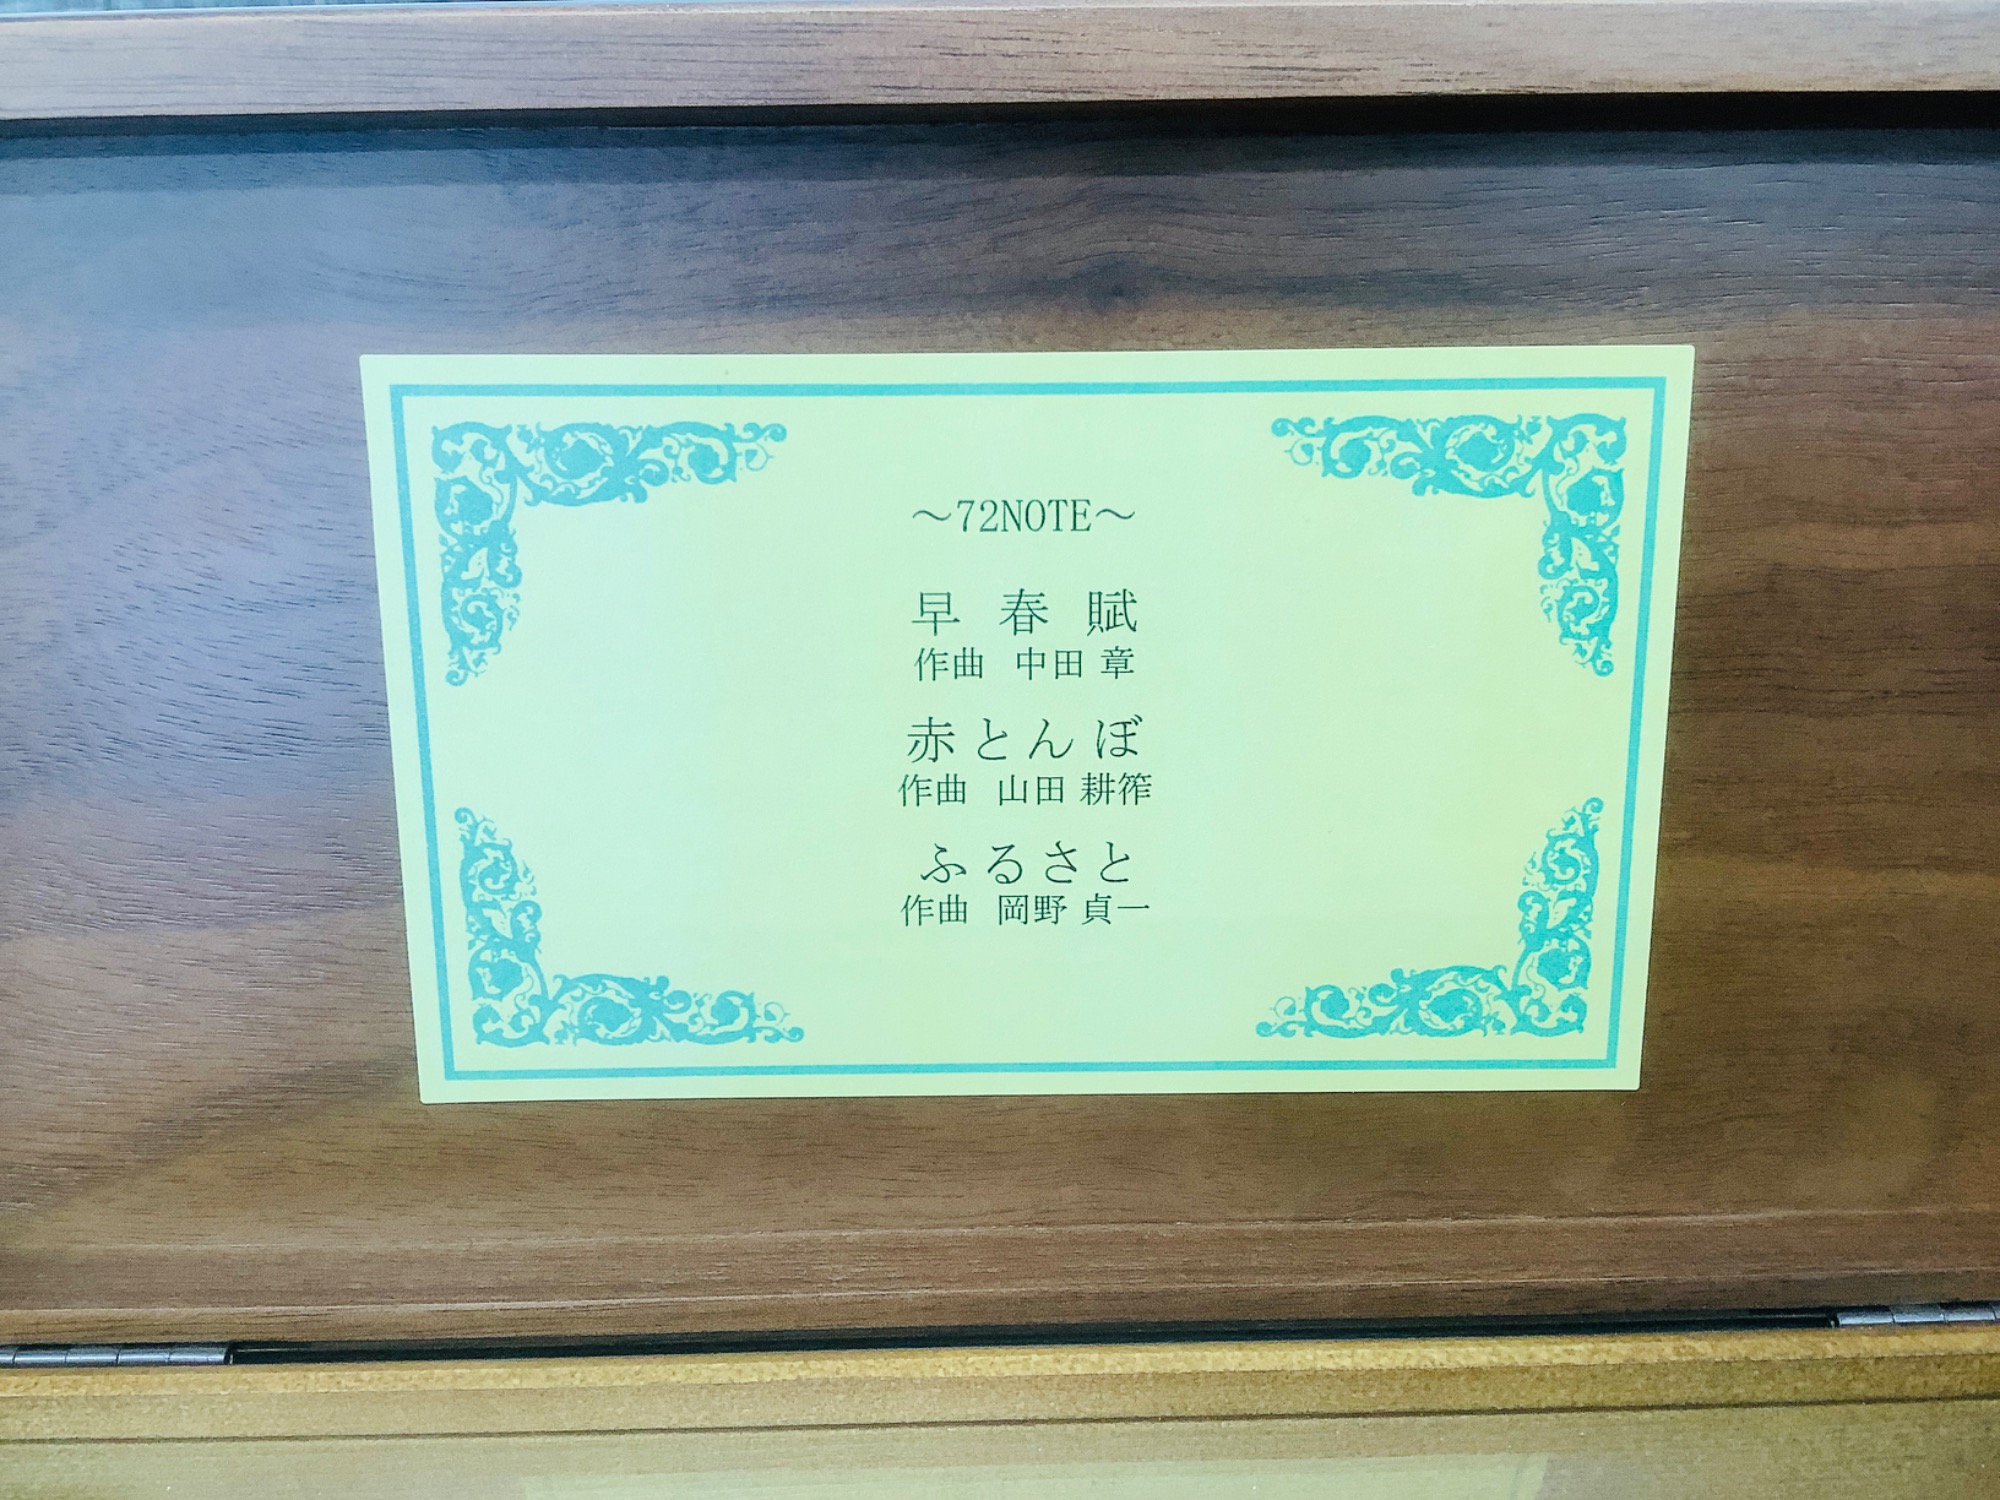 ～72NOTE～
早春賦
作曲 中田 章
赤とんぼ
作曲 山田 耕筰
ふるさと
作曲 岡野 貞一